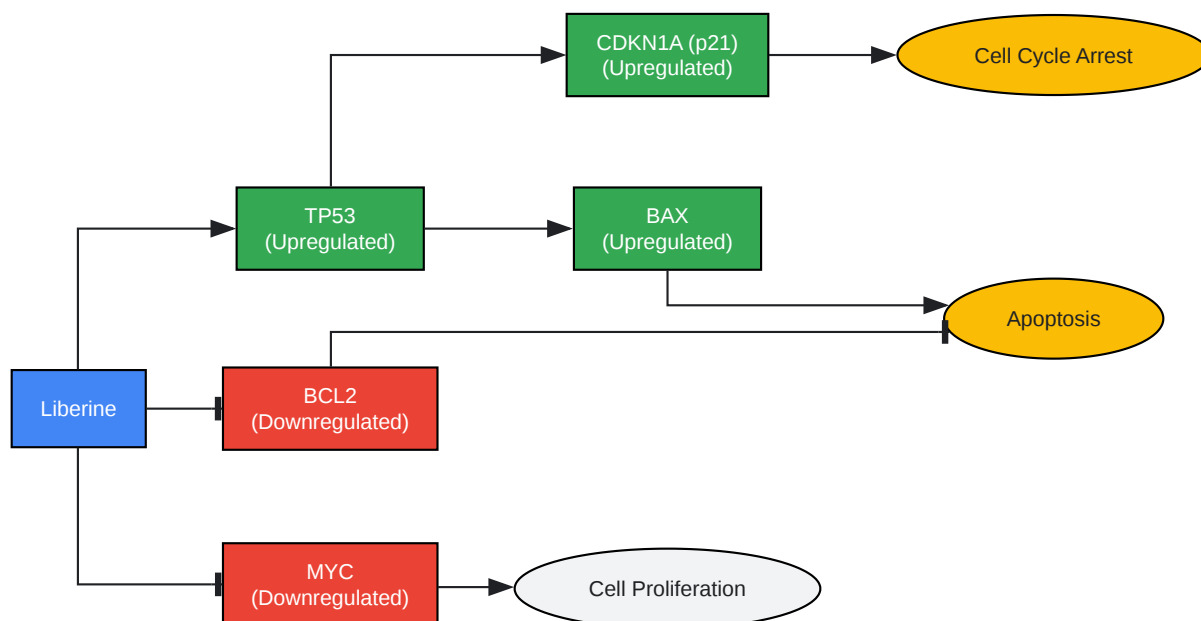 CDKN1A (p21)
(Upregulated)
Cell Cycle Arrest
TP53
(Upregulated)
BAX
(Upregulated)
Apoptosis
Liberine
BCL2
(Downregulated)
MYC
(Downregulated)
Cell Proliferation